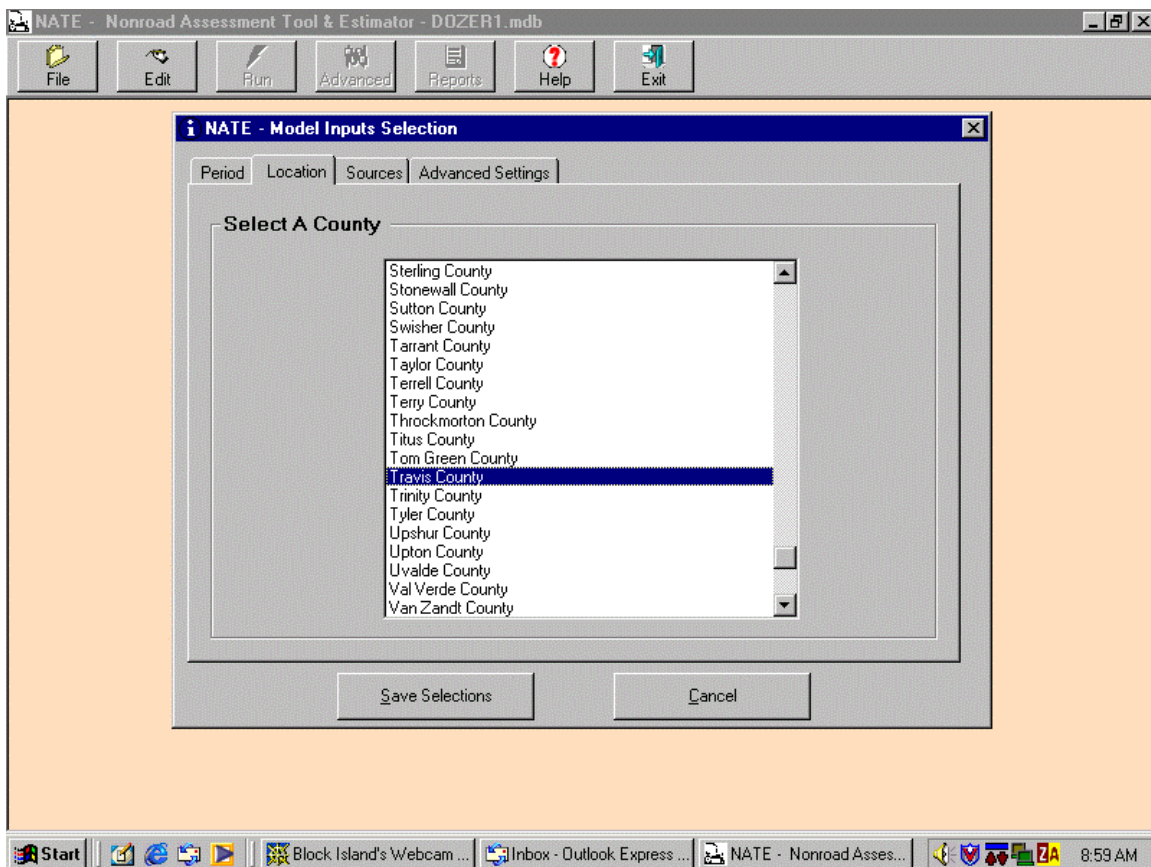 NATE - Nonroad Assessment Tool & Estimator - DOZER1.mdb
File Edit Run Advanced Reports Help Exit
NATE - Model Inputs Selection
Period Location Sources Advanced Settings
Select A County
Sterling County
Stonewall County
Sutton County
Swisher County
Tarrant County
Taylor County
Terrell County
Terry County
Throckmorton County
Titus County
Tom Green County
Travis County
Trinity County
Tyler County
Upshur County
Upton County
Uvalde County
Val Verde County
Van Zandt County
Save Selections Cancel
Start Block Island's Webcam ... Inbox - Outlook Express ... NATE - Nonroad Asses... ZA 8:59 AM